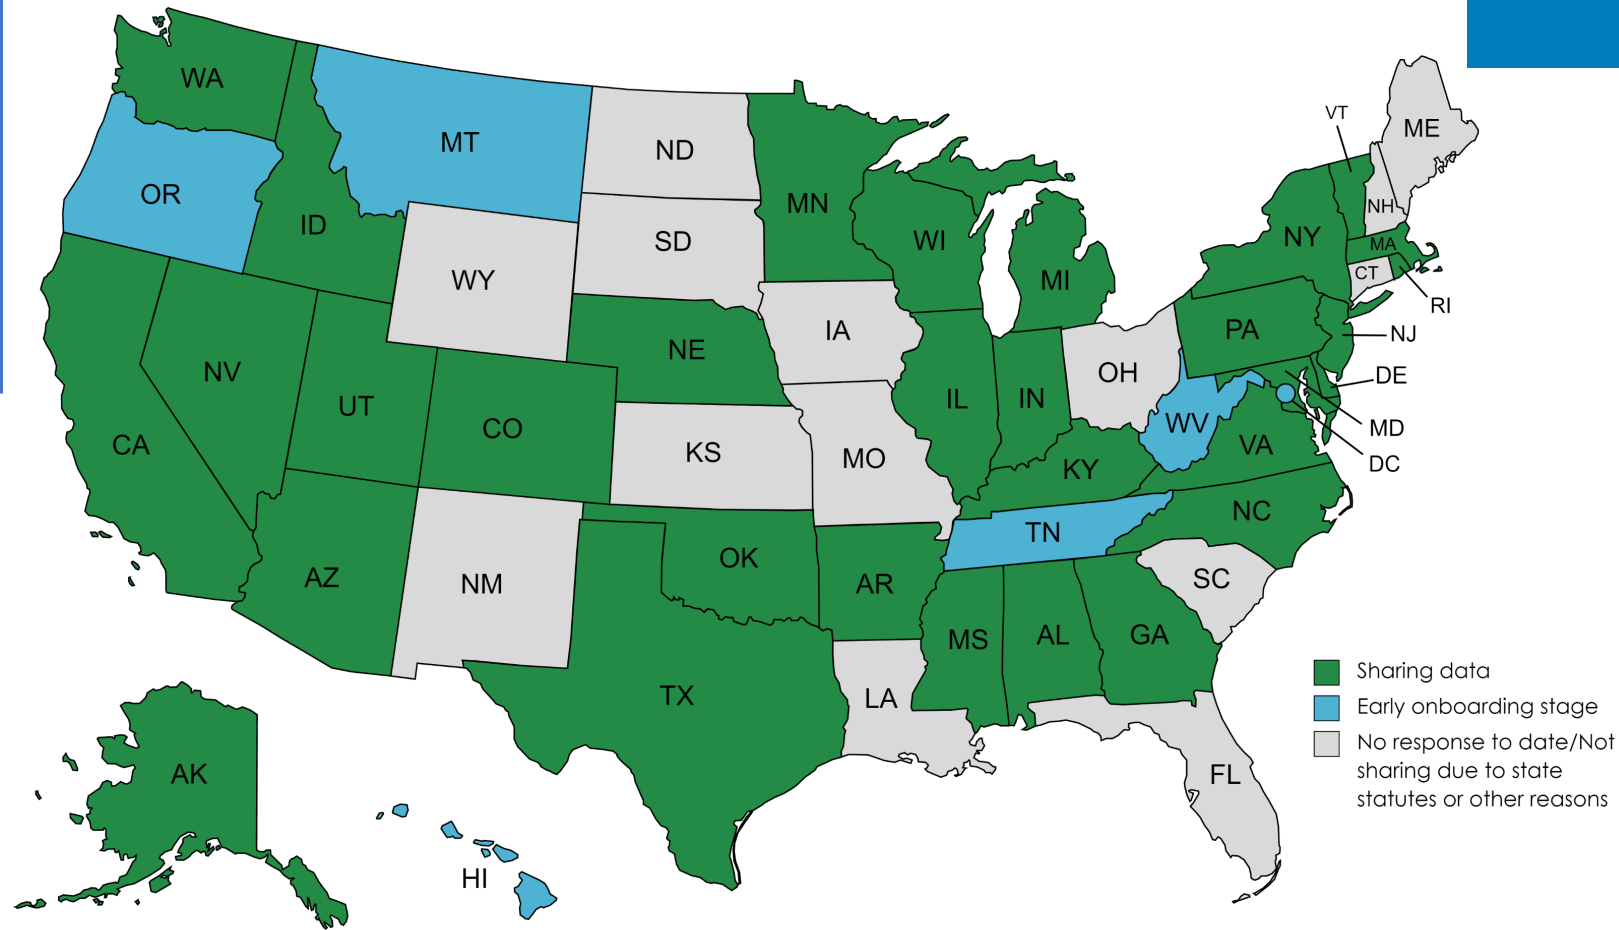 WA
MT
ND
MN
VT
ME
OR
ID
SD
WI
NH
NY
MA
WY
MI
CT
RI
IA
PA
NJ
NE
NV
OH
DE
UT
IL
IN
CO
WV
MD
CA
KS
MO
KY
VA
DC
NC
TN
OK
AZ
NM
AR
SC
MS
AL
GA
TX
LA
AK
FL
HI
Sharing data
Early onboarding stage
No response to date/Not
sharing due to state
statutes or other reasons